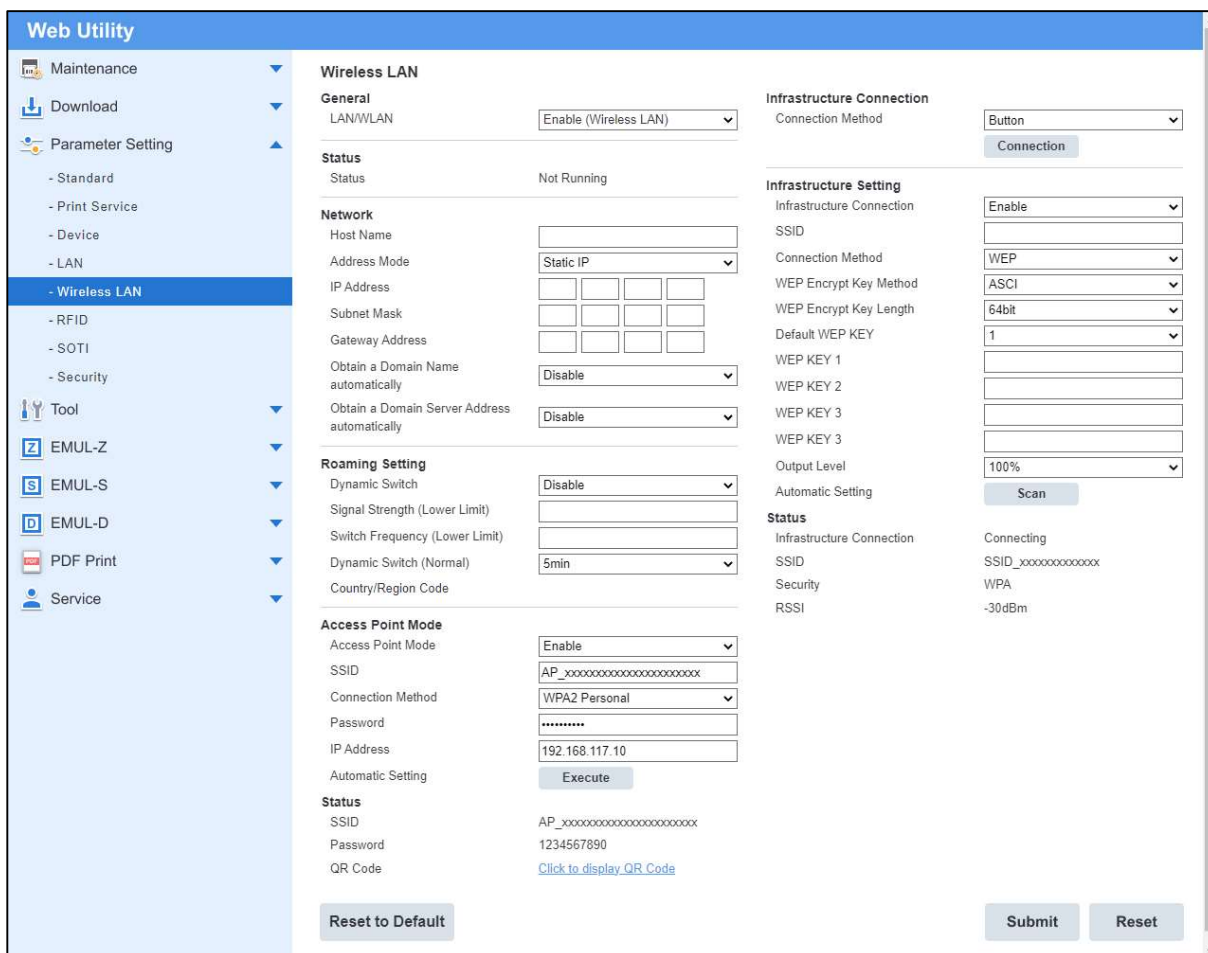 Web Utility
Maintenance
Download
Parameter Setting
- Standard
- Print Service
- Device
- LAN
- Wireless LAN
- RFID
- SOTI
- Security
Tool
Z EMUL-Z
S EMUL-S
D EMUL-D
PDF PDF Print
Service
Wireless LAN
General
LAN/WLAN Enable (Wireless LAN)
Status
Status Not Running
Network
Host Name
Address Mode Static IP
IP Address
Subnet Mask
Gateway Address
Obtain a Domain Name
automatically Disable
Obtain a Domain Server Address
automatically Disable
Roaming Setting
Dynamic Switch Disable
Signal Strength (Lower Limit)
Switch Frequency (Lower Limit)
Dynamic Switch (Normal) 5min
Country/Region Code
Access Point Mode
Access Point Mode Enable
SSID AP_xxxxxxxxxxxxxxxxxxxxxx
Connection Method WPA2 Personal
Password ••••••••••
IP Address 192.168.117.10
Automatic Setting Execute
Status
SSID AP_xxxxxxxxxxxxxxxxxxxxxx
Password 1234567890
QR Code Click to display QR Code
Infrastructure Connection
Connection Method Button
Connection
Infrastructure Setting
Infrastructure Connection Enable
SSID
Connection Method WEP
WEP Encrypt Key Method ASCI
WEP Encrypt Key Length 64bit
Default WEP KEY 1
WEP KEY 1
WEP KEY 2
WEP KEY 3
WEP KEY 3
Output Level 100%
Automatic Setting Scan
Status
Infrastructure Connection Connecting
SSID SSID_xxxxxxxxxxxxx
Security WPA
RSSI -30dBm
Reset to Default
Submit
Reset